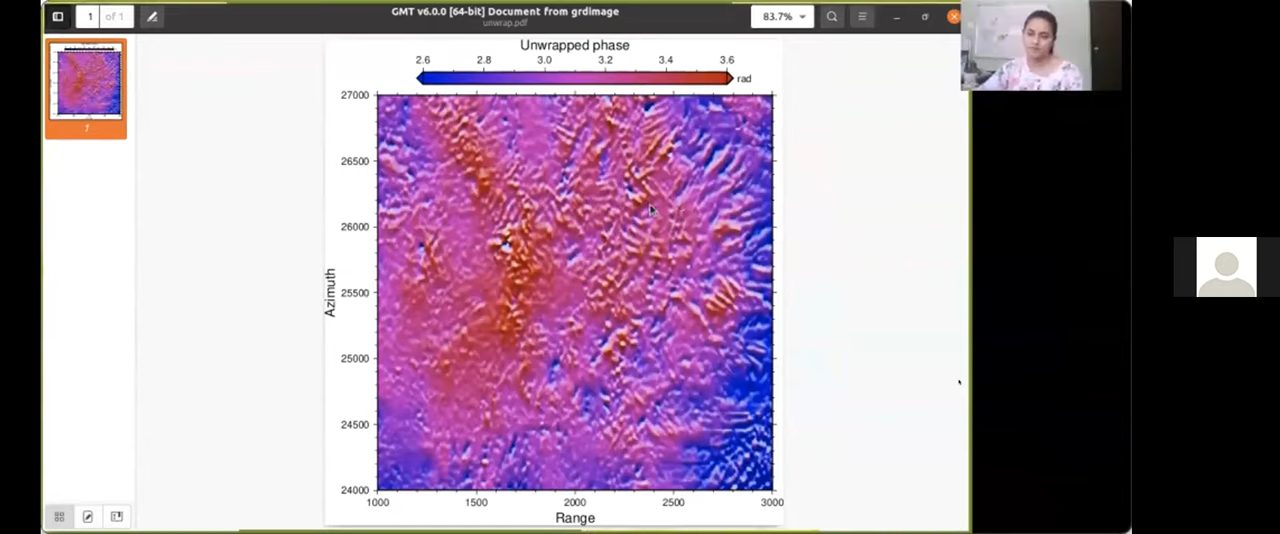 GMT v6.0.0 [64-bit] Document from grdimage
unwrap.pdf
1 of 1
83.7%
Unwrapped phase
2.6 2.8 3.0 3.2 3.4 3.6
rad
1
27000
26500
26000
25500
25000
24500
24000
Azimuth
1000 1500 2000 2500 3000
Range